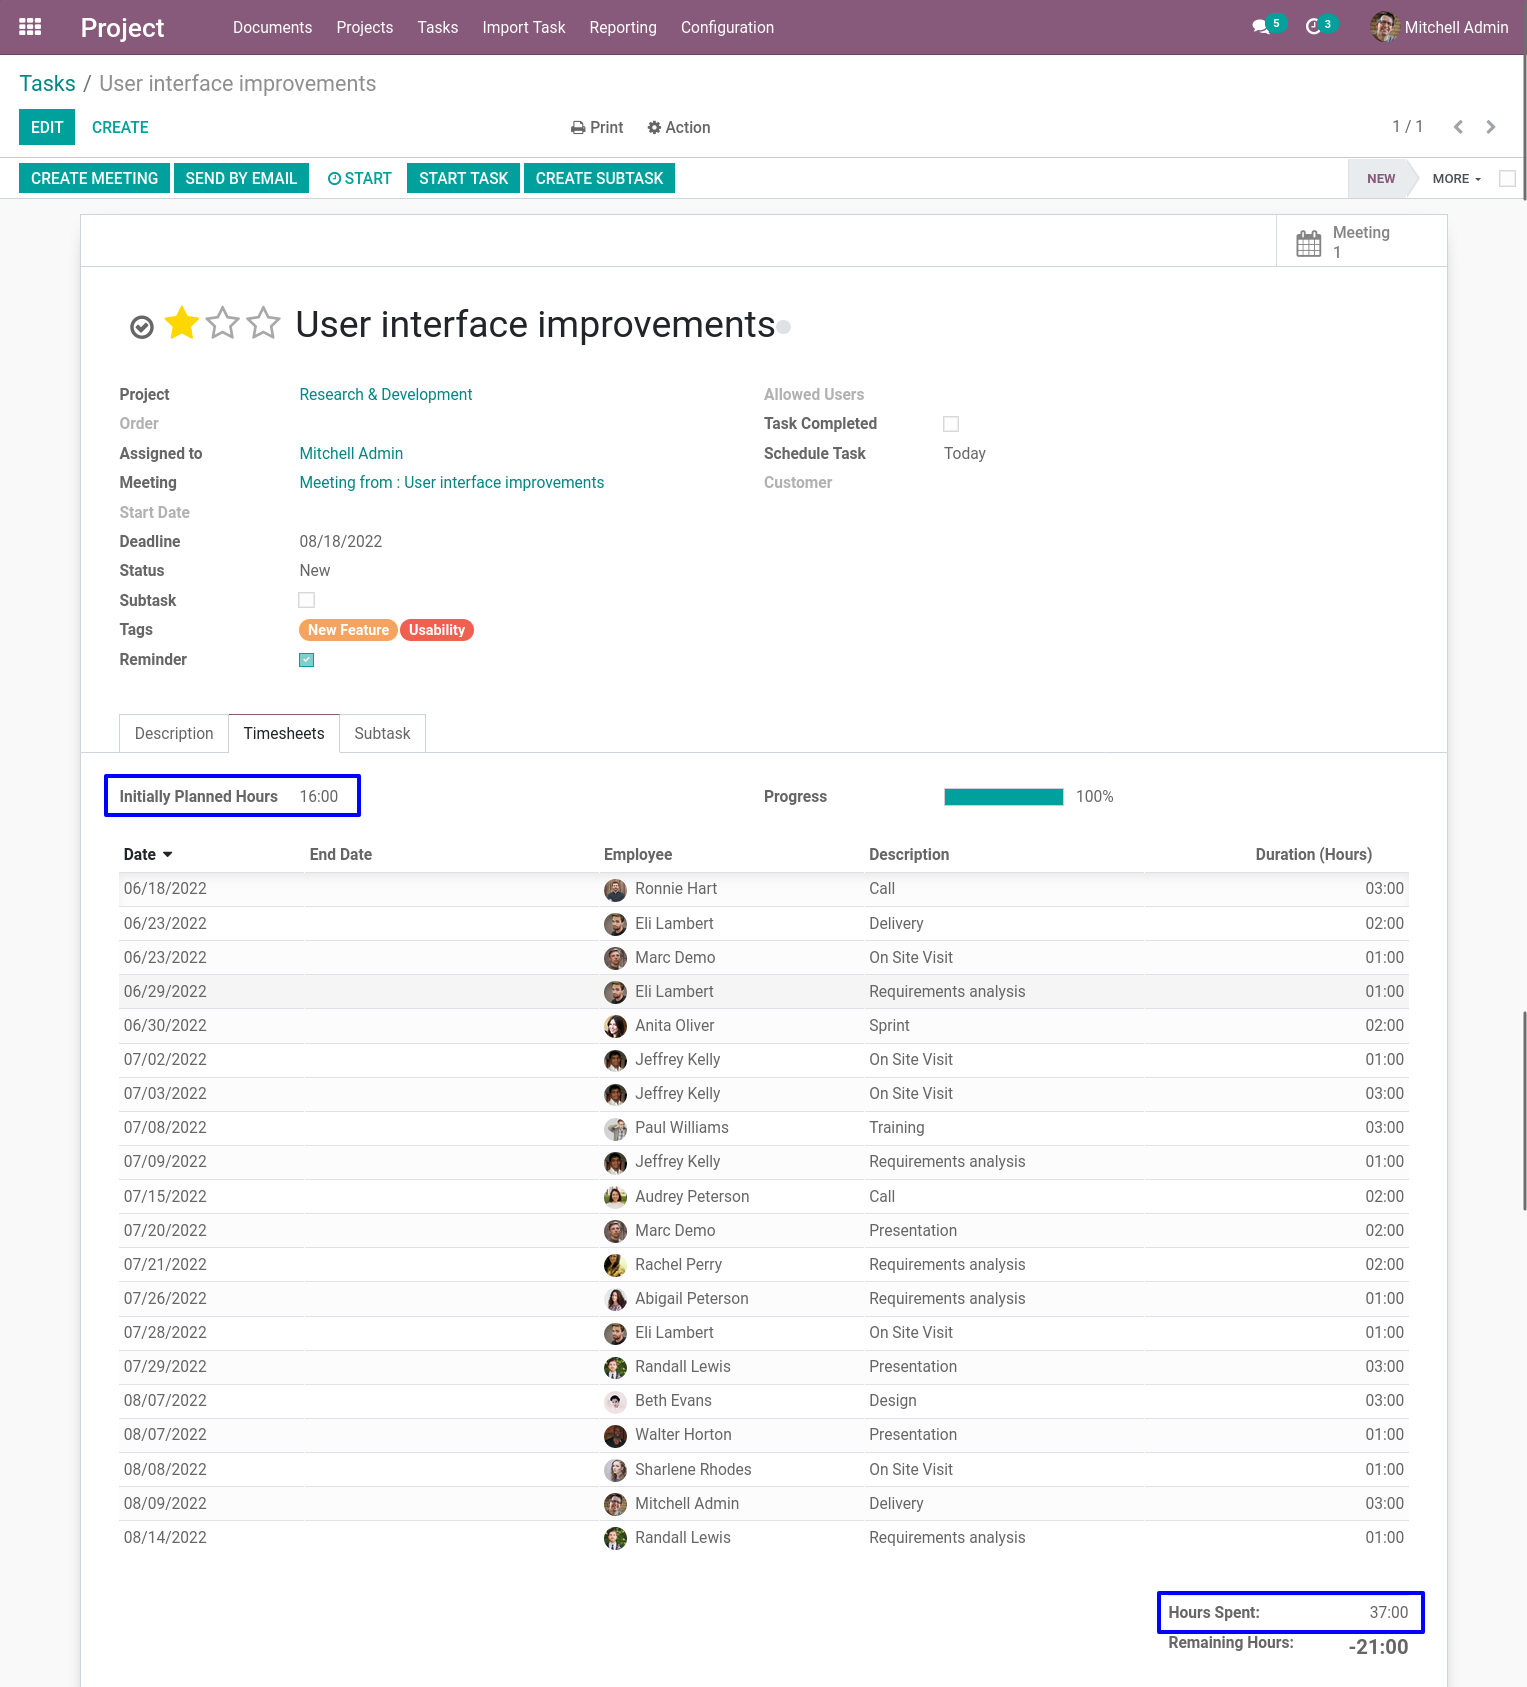 Project Documents Projects Tasks Import Task Reporting Configuration 5 3 Mitchell Admin
Tasks / User interface improvements
EDIT CREATE Print Action 1 / 1
CREATE MEETING SEND BY EMAIL START START TASK CREATE SUBTASK NEW MORE
Meeting
1
User interface improvements
Project Research & Development Allowed Users
Order Task Completed
Assigned to Mitchell Admin Schedule Task Today
Meeting Meeting from : User interface improvements Customer
Start Date
Deadline 08/18/2022
Status New
Subtask
Tags New Feature Usability
Reminder
Description Timesheets Subtask
Initially Planned Hours 16:00 Progress 100%
Date End Date Employee Description Duration (Hours)
06/18/2022 Ronnie Hart Call 03:00
06/23/2022 Eli Lambert Delivery 02:00
06/23/2022 Marc Demo On Site Visit 01:00
06/29/2022 Eli Lambert Requirements analysis 01:00
06/30/2022 Anita Oliver Sprint 02:00
07/02/2022 Jeffrey Kelly On Site Visit 01:00
07/03/2022 Jeffrey Kelly On Site Visit 03:00
07/08/2022 Paul Williams Training 03:00
07/09/2022 Jeffrey Kelly Requirements analysis 01:00
07/15/2022 Audrey Peterson Call 02:00
07/20/2022 Marc Demo Presentation 02:00
07/21/2022 Rachel Perry Requirements analysis 02:00
07/26/2022 Abigail Peterson Requirements analysis 01:00
07/28/2022 Eli Lambert On Site Visit 01:00
07/29/2022 Randall Lewis Presentation 03:00
08/07/2022 Beth Evans Design 03:00
08/07/2022 Walter Horton Presentation 01:00
08/08/2022 Sharlene Rhodes On Site Visit 01:00
08/09/2022 Mitchell Admin Delivery 03:00
08/14/2022 Randall Lewis Requirements analysis 01:00
Hours Spent: 37:00
Remaining Hours: -21:00